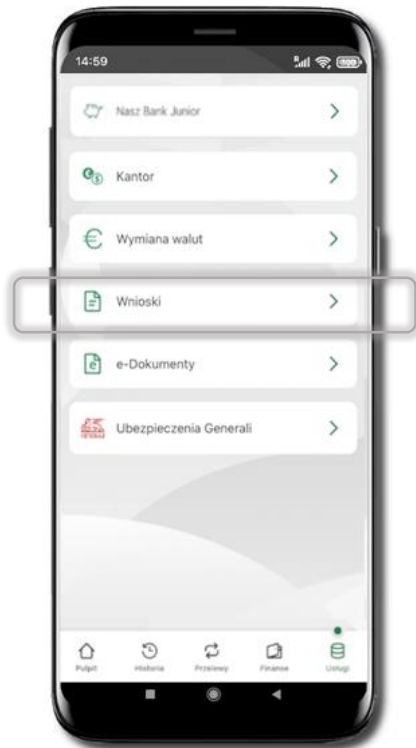 14:59
Nasz Bank Junior
Kantor
Wymiana walut
Wnioski
e-Dokumenty
Ubezpieczenia Generali
Pulpit Historia Przelewy Finanse Usługi